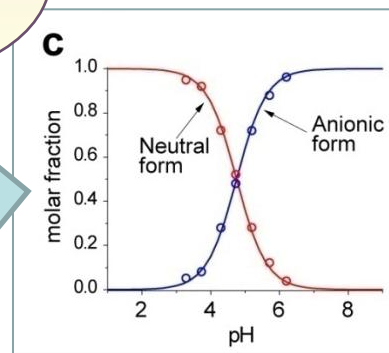 C
1.0
0.8
0.6
0.4
0.2
0.0
molar fraction
Neutral
form
Anionic
form
2 4 6 8
pH